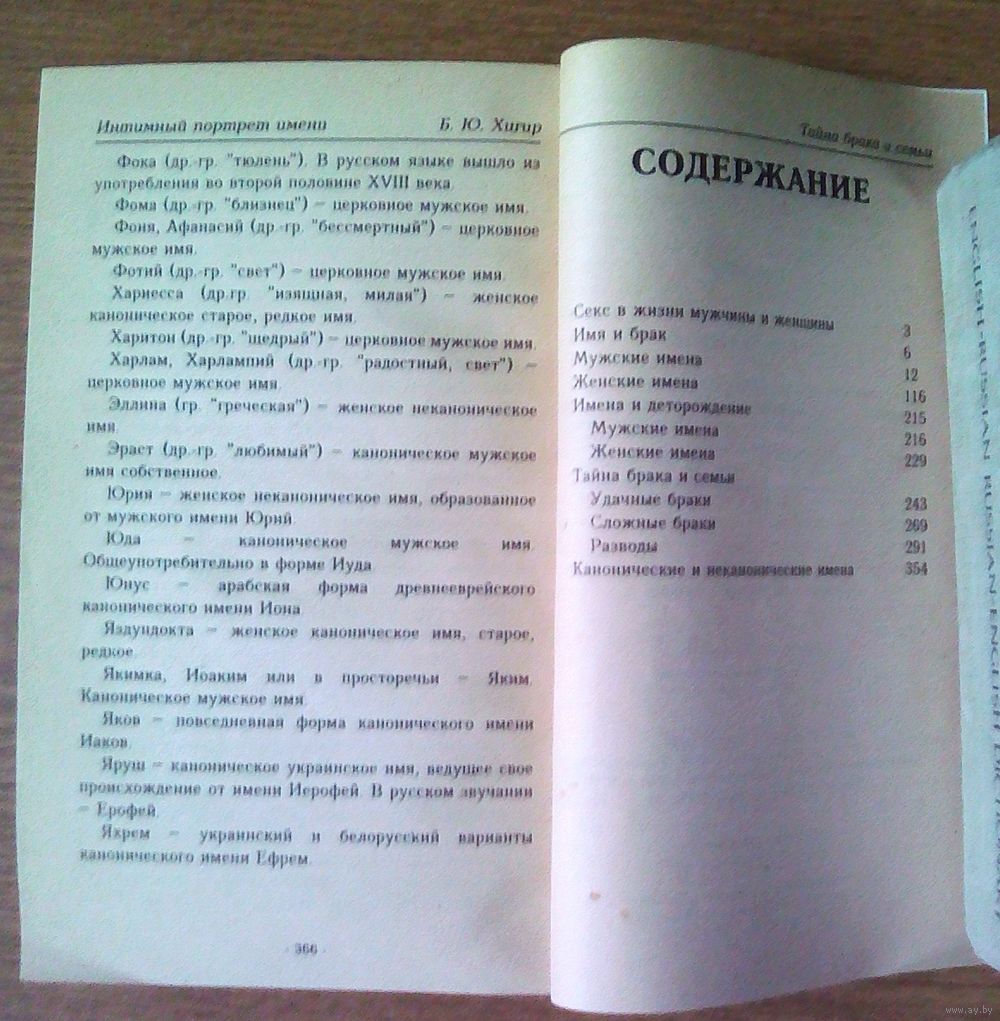 Интимный портрет имени Б. Ю. Хигир
Фока (др.-гр. "тюлень"). В русском языке вышло из
употребления во второй половине XVIII века.
Фома (др.-гр. "близнец") – церковное мужское имя.
Фоня, Афанасий (др.-гр. "бессмертный") – церковное
мужское имя.
Фотий (др.-гр. "свет") – церковное мужское имя.
Хариесса (др.гр. "изящная, милая") – женское
каноническое старое, редкое имя.
Харитон (др.-гр. "щедрый") – церковное мужское имя.
Харлам, Харлампий (др.-гр. "радостный, свет") –
церковное мужское имя.
Эллина (гр. "греческая") – женское неканоническое
имя.
Эраст (др.-гр. "любимый") – каноническое мужское
имя собственное.
Юрия – женское неканоническое имя, образованное
от мужского имени Юрий.
Юда – каноническое мужское имя.
Общеупотребительно в форме Иуда.
Юнус – арабская форма древнееврейского
канонического имени Иона.
Яздундокта – женское каноническое имя, старое,
редкое.
Якимка, Иоаким или в просторечьи – Яким.
Каноническое мужское имя.
Яков – повседневная форма канонического имени
Иаков.
Яруш – каноническое украинское имя, ведущее свое
происхождение от имени Иерофей. В русском звучании
– Ерофей.
Яхрем – украинский и белорусский варианты
канонического имени Ефрем.
- 366 -
Тайна брака и семьи
СОДЕРЖАНИЕ
Секс в жизни мужчины и женщины 3
Имя и брак 6
Мужские имена 12
Женские имена 116
Имена и деторождение 215
Мужские имена 216
Женские имена 229
Тайна брака и семьи
Удачные браки 243
Сложные браки 269
Разводы 291
Канонические и неканонические имена 354
ENGLISH-RUSSIAN RUSSIAN-ENGLISH
www.ay.by